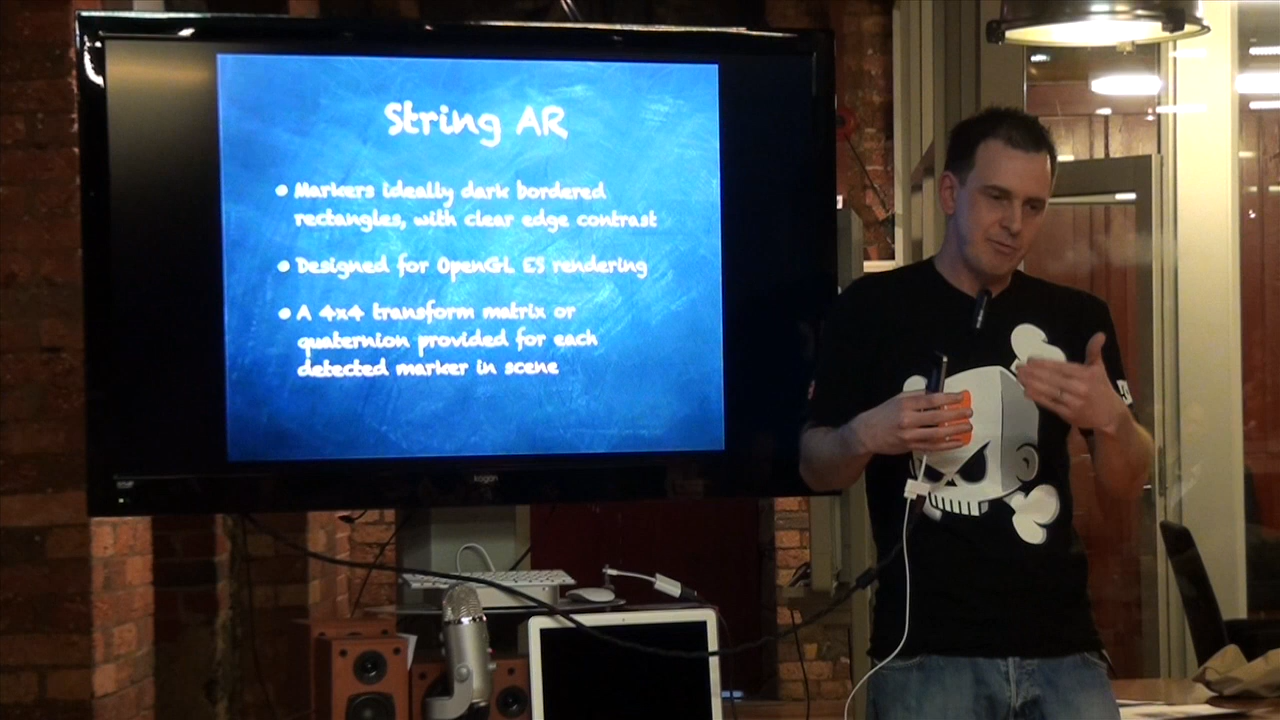 String AR
• Markers ideally dark bordered
rectangles, with clear edge contrast
• Designed for OpenGL ES rendering
• A 4x4 transform matrix or
quaternion provided for each
detected marker in scene
kogan